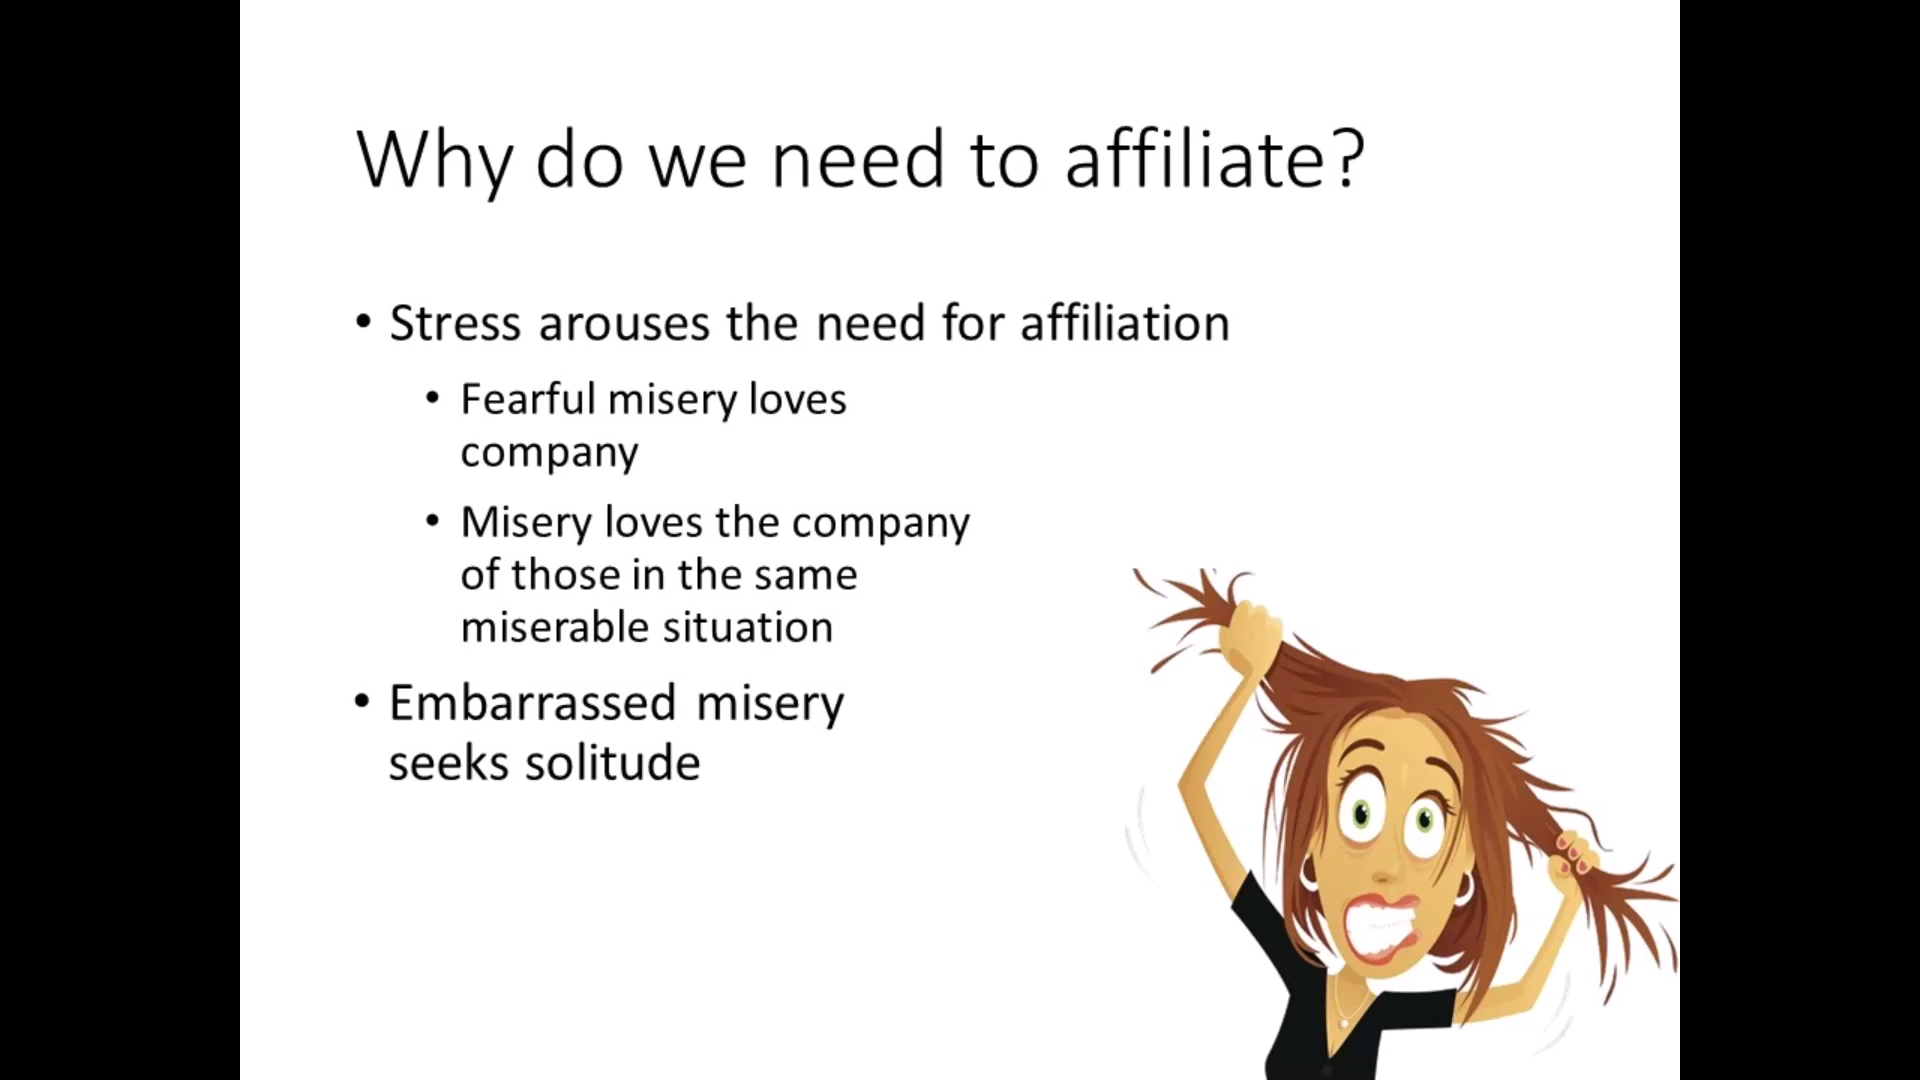 Why do we need to affiliate?
• Stress arouses the need for affiliation
• Fearful misery loves
company
• Misery loves the company
of those in the same
miserable situation
• Embarrassed misery
seeks solitude